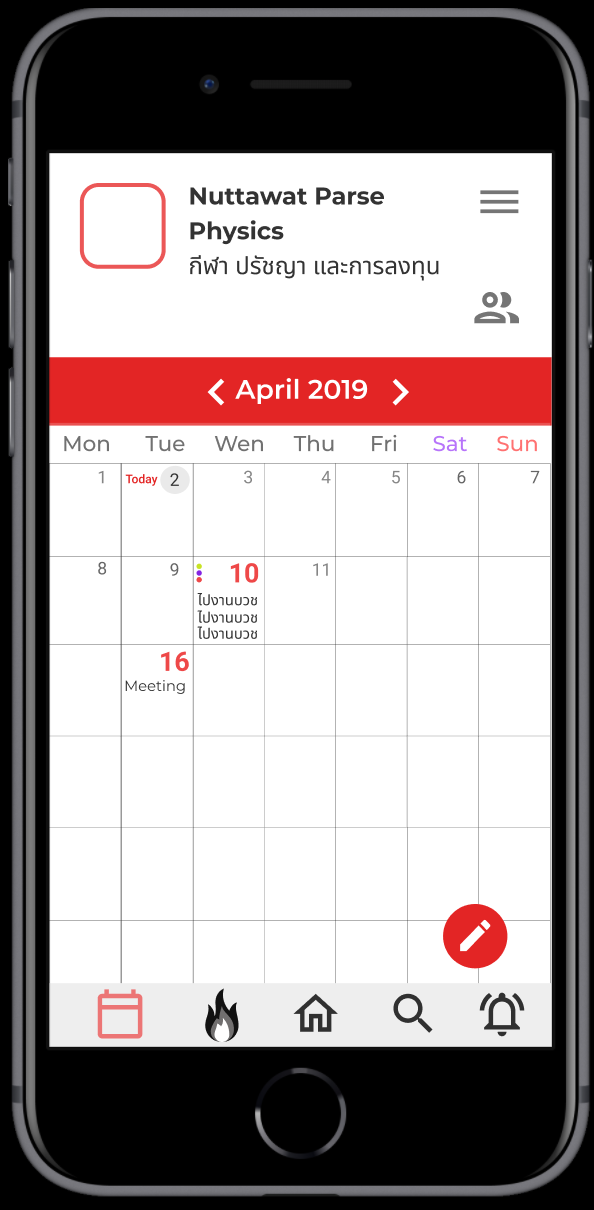 Nuttawat Parse
Physics
กีฬา ปรัชญา และการลงทุน
April 2019
Mon Tue Wen Thu Fri Sat Sun
1 Today 2 3 4 5 6 7
8 9 10 11
ไปงานบวช
ไปงานบวช
ไปงานบวช
16
Meeting